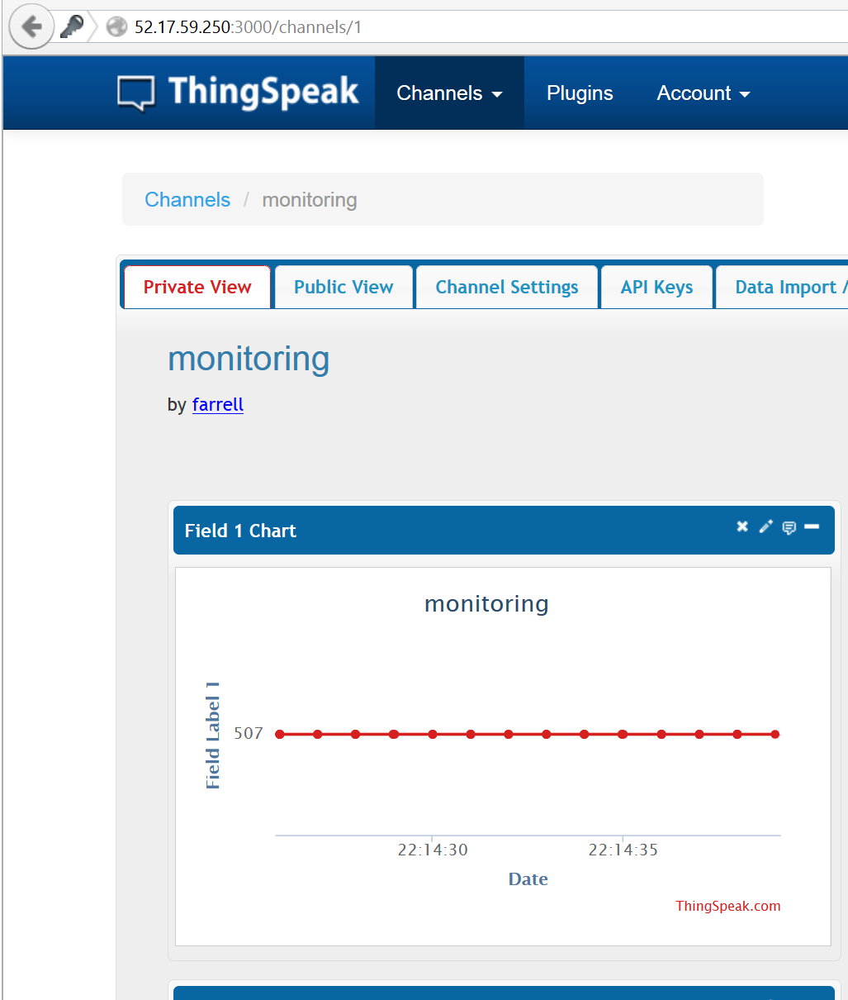 52.17.59.250:3000/channels/1
ThingSpeak Channels Plugins Account
Channels / monitoring
Private View Public View Channel Settings API Keys Data Import /
monitoring
by farrell
Field 1 Chart
monitoring
Field Label 1
507
22:14:30 22:14:35
Date
ThingSpeak.com